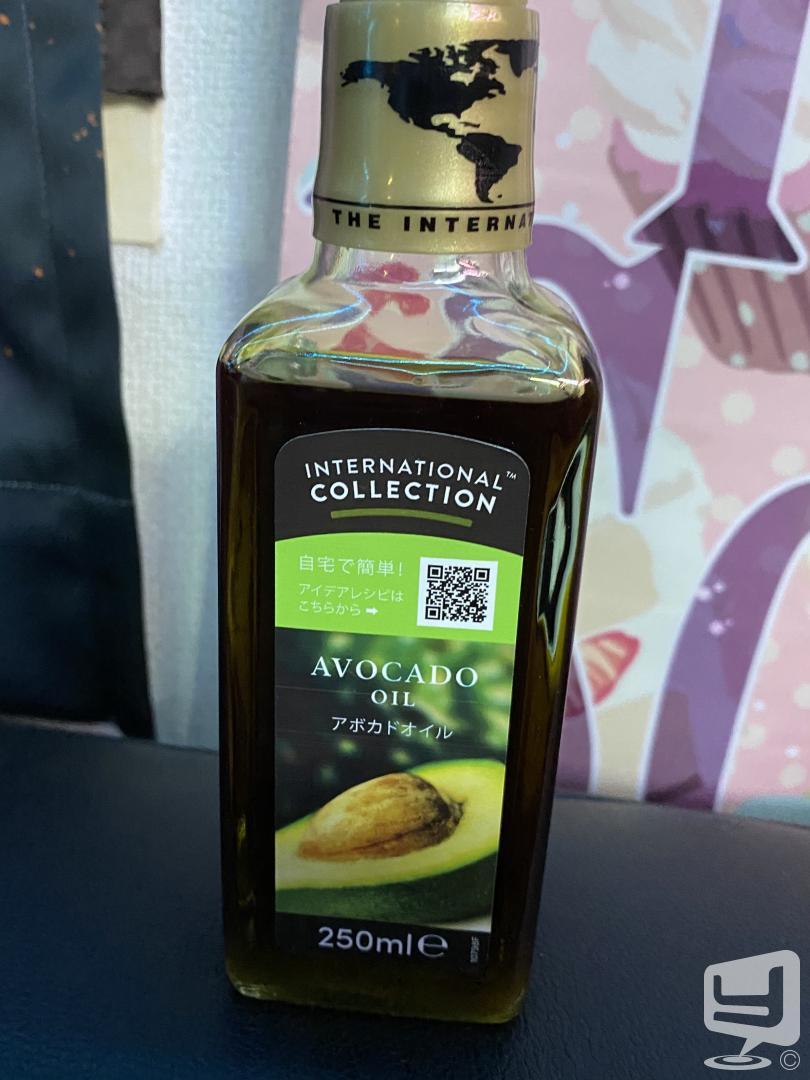 THE INTERNA
INTERNATIONAL™
COLLECTION
自宅で簡単！
アイデアレシピは
こちらから ➡
AVOCADO
OIL
アボカドオイル
250ml℮